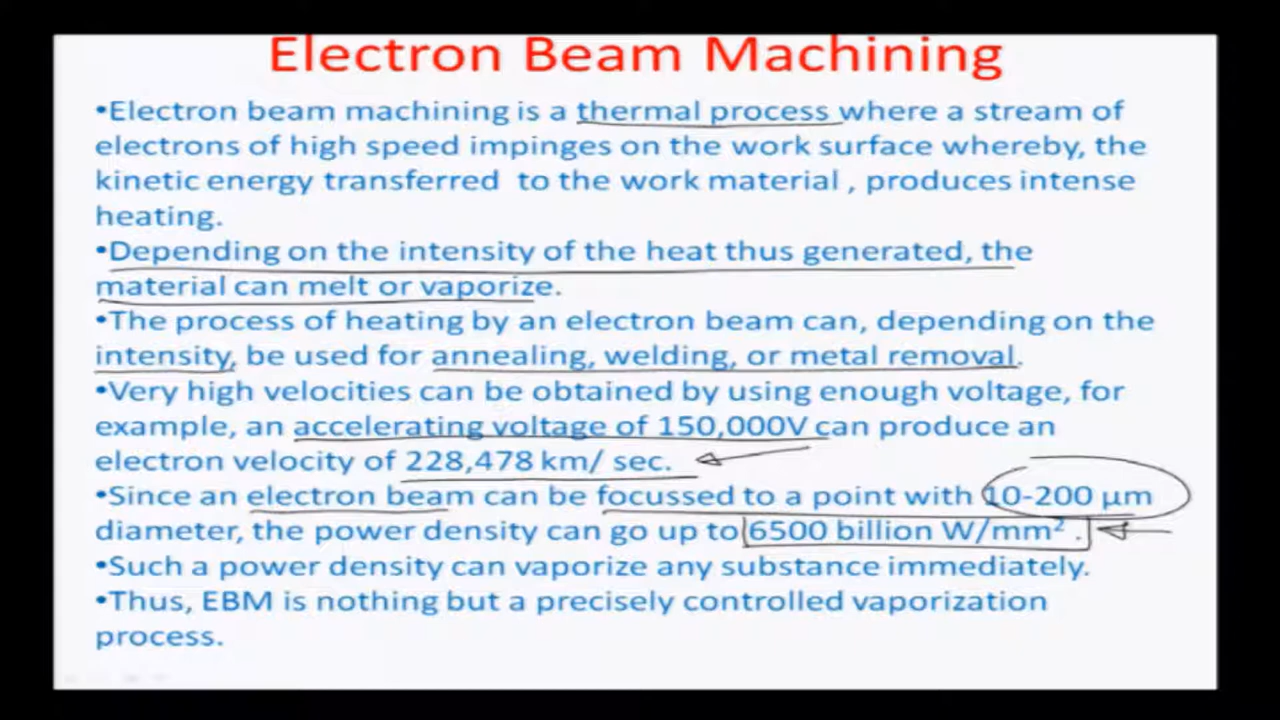 Electron Beam Machining
•Electron beam machining is a thermal process where a stream of
electrons of high speed impinges on the work surface whereby, the
kinetic energy transferred to the work material , produces intense
heating.
•Depending on the intensity of the heat thus generated, the
material can melt or vaporize.
•The process of heating by an electron beam can, depending on the
intensity, be used for annealing, welding, or metal removal.
•Very high velocities can be obtained by using enough voltage, for
example, an accelerating voltage of 150,000V can produce an
electron velocity of 228,478 km/ sec.
•Since an electron beam can be focussed to a point with 10-200 μm
diameter, the power density can go up to 6500 billion W/mm² .
•Such a power density can vaporize any substance immediately.
•Thus, EBM is nothing but a precisely controlled vaporization
process.